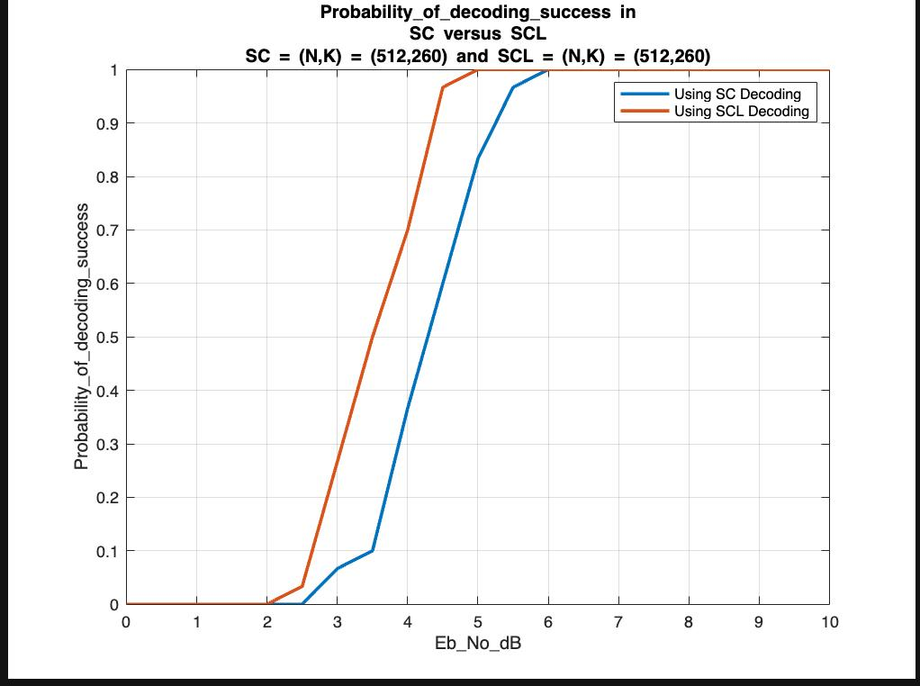 Probability_of_decoding_success in
SC versus SCL
SC = (N,K) = (512,260) and SCL = (N,K) = (512,260)
Using SC Decoding
Using SCL Decoding
Probability_of_decoding_success
1
0.9
0.8
0.7
0.6
0.5
0.4
0.3
0.2
0.1
0
0 1 2 3 4 5 6 7 8 9 10
Eb_No_dB